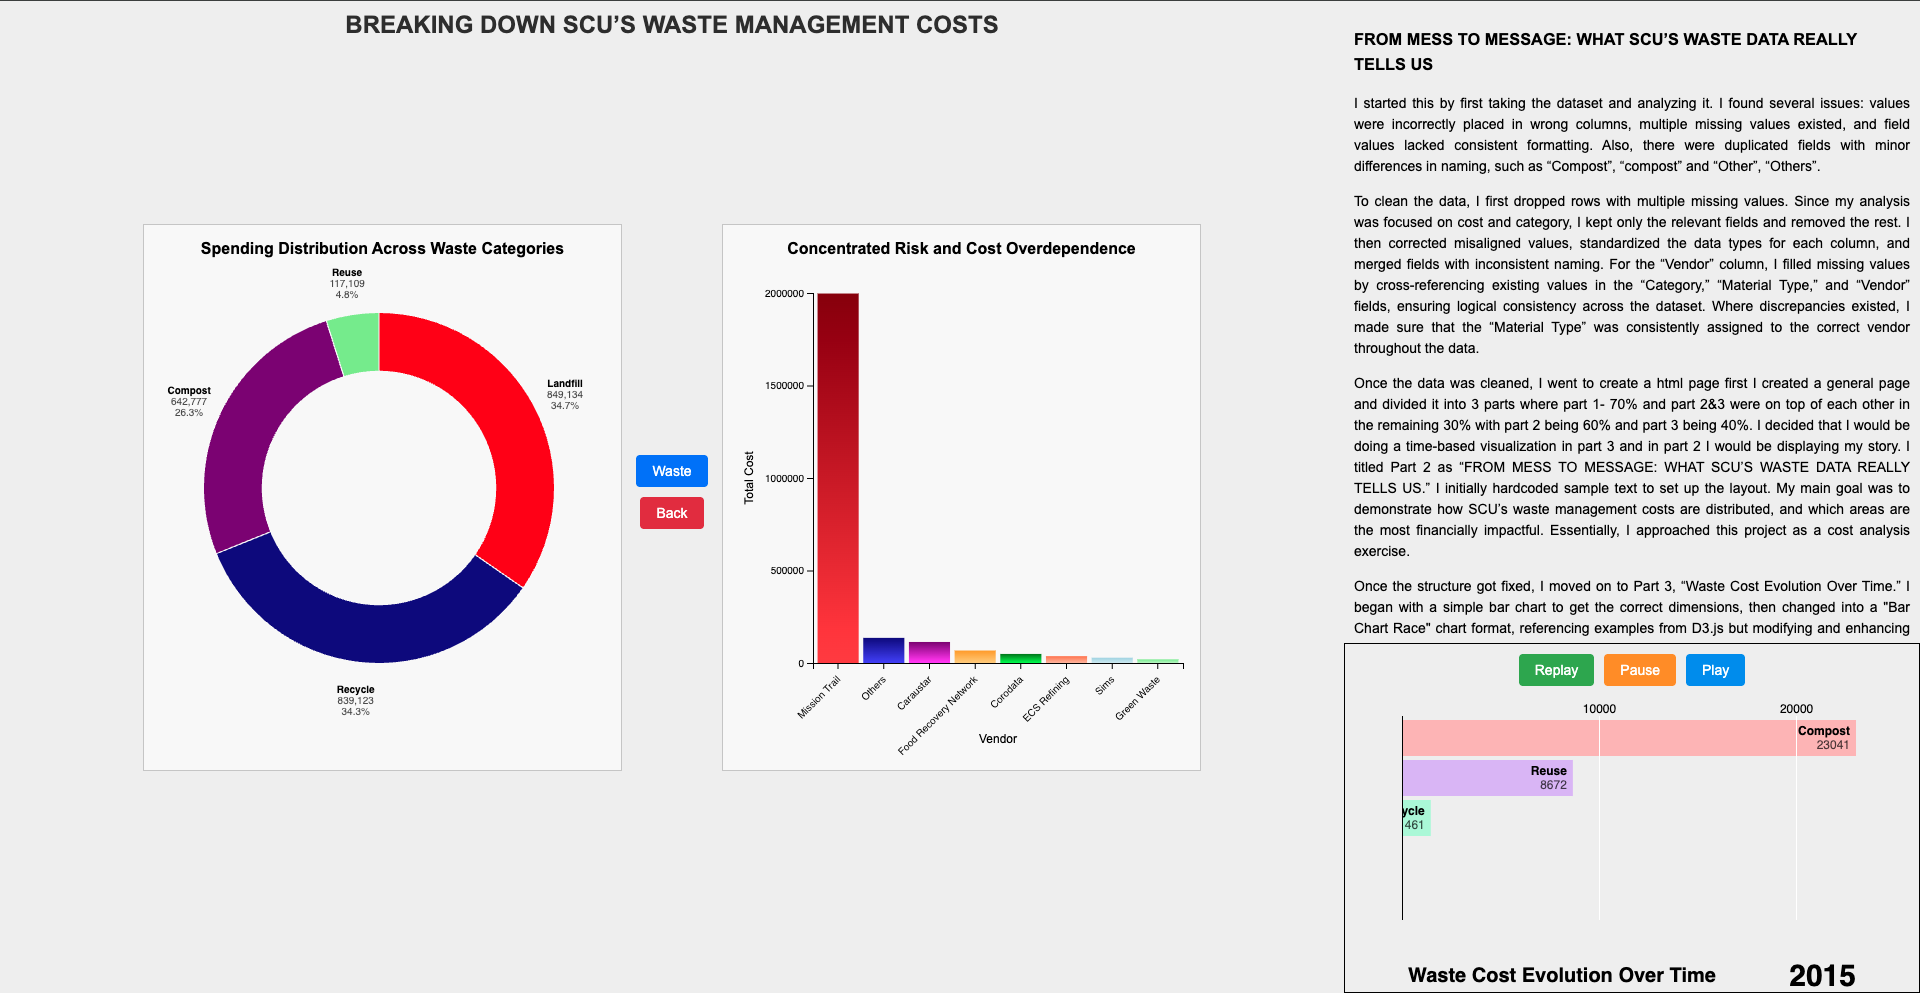 BREAKING DOWN SCU’S WASTE MANAGEMENT COSTS
Spending Distribution Across Waste Categories
Reuse
117,109
4.8%
Landfill
849,134
34.7%
Compost
642,777
26.3%
Recycle
839,123
34.3%
Waste
Back
Concentrated Risk and Cost Overdependence
Total Cost
2000000
1500000
1000000
500000
0
Mission Trail
Others
Caraustar
Food Recovery Network
Corodata
ECS Refining
Sims
Green Waste
Vendor
FROM MESS TO MESSAGE: WHAT SCU’S WASTE DATA REALLY
TELLS US
I started this by first taking the dataset and analyzing it. I found several issues: values
were incorrectly placed in wrong columns, multiple missing values existed, and field
values lacked consistent formatting. Also, there were duplicated fields with minor
differences in naming, such as “Compost”, “compost” and “Other”, “Others”.
To clean the data, I first dropped rows with multiple missing values. Since my analysis
was focused on cost and category, I kept only the relevant fields and removed the rest. I
then corrected misaligned values, standardized the data types for each column, and
merged fields with inconsistent naming. For the “Vendor” column, I filled missing values
by cross-referencing existing values in the “Category,” “Material Type,” and “Vendor”
fields, ensuring logical consistency across the dataset. Where discrepancies existed, I
made sure that the “Material Type” was consistently assigned to the correct vendor
throughout the data.
Once the data was cleaned, I went to create a html page first I created a general page
and divided it into 3 parts where part 1- 70% and part 2&3 were on top of each other in
the remaining 30% with part 2 being 60% and part 3 being 40%. I decided that I would be
doing a time-based visualization in part 3 and in part 2 I would be displaying my story. I
titled Part 2 as “FROM MESS TO MESSAGE: WHAT SCU’S WASTE DATA REALLY
TELLS US.” I initially hardcoded sample text to set up the layout. My main goal was to
demonstrate how SCU’s waste management costs are distributed, and which areas are
the most financially impactful. Essentially, I approached this project as a cost analysis
exercise.
Once the structure got fixed, I moved on to Part 3, “Waste Cost Evolution Over Time.” I
began with a simple bar chart to get the correct dimensions, then changed into a "Bar
Chart Race" chart format, referencing examples from D3.js but modifying and enhancing
Replay
Pause
Play
10000
20000
Compost
23041
Reuse
8672
ycle
461
Waste Cost Evolution Over Time
2015